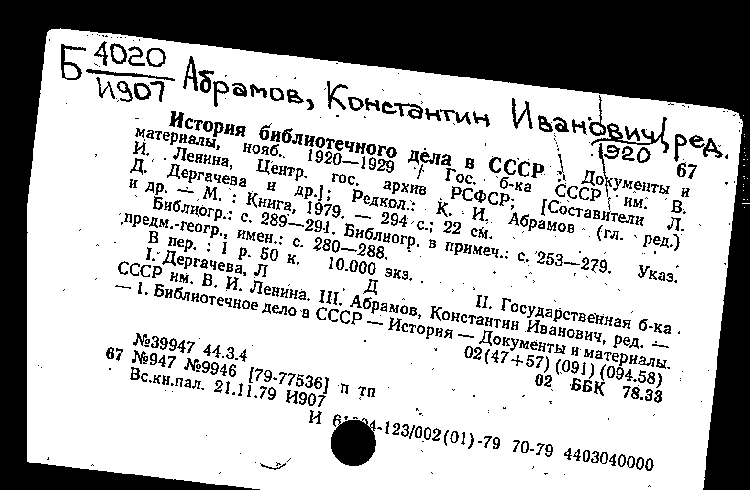 Б 4020
И907
Абрамов, Константин Иванович, ред.
1920
История библиотечного дела в СССР : Документы и 67
материалы, нояб. 1920—1929 / Гос. б-ка СССР им. В.
И. Ленина, Центр. гос. архив РСФСР; [Составители Л.
Д. Дергачева и др.]; Редкол.: К. И. Абрамов (гл. ред.)
и др. — М. : Книга, 1979. — 294 с.; 22 см.
Библиогр.: с. 289—291. Библиогр. в примеч.: с. 253—279. Указ.
предм.-геогр., имен.: с. 280—288.
В пер. : 1 р. 50 к. 10.000 экз.
I. Дергачева, Л Д II. Государственная б-ка
СССР им. В. И. Ленина. III. Абрамов, Константин Иванович, ред. —
— 1. Библиотечное дело в СССР — История — Документы и материалы.
02(47+57)(091)(094.58)
02 ББК 78.33
№39947 44.3.4
67 №947 №9946 [79-77536] п тп
Вс.кн.пал. 21.11.79 И907
И 4-123/002(01)-79 70-79 4403040000